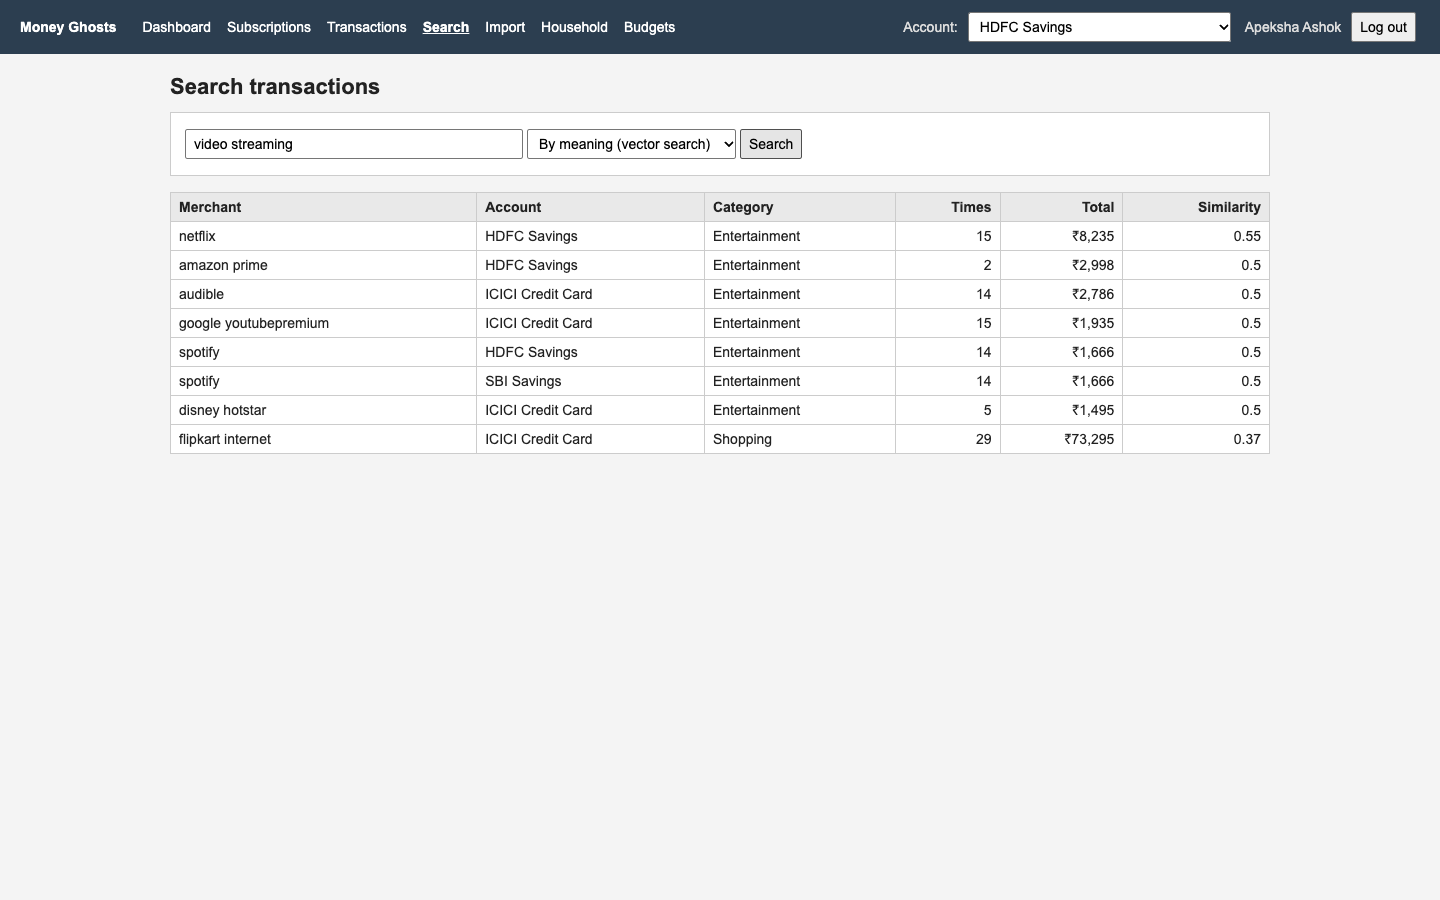 Money Ghosts Dashboard Subscriptions Transactions Search Import Household Budgets Account: HDFC Savings Apeksha Ashok Log out
Search transactions
video streaming By meaning (vector search) Search
Merchant Account Category Times Total Similarity
netflix HDFC Savings Entertainment 15 ₹8,235 0.55
amazon prime HDFC Savings Entertainment 2 ₹2,998 0.5
audible ICICI Credit Card Entertainment 14 ₹2,786 0.5
google youtubepremium ICICI Credit Card Entertainment 15 ₹1,935 0.5
spotify HDFC Savings Entertainment 14 ₹1,666 0.5
spotify SBI Savings Entertainment 14 ₹1,666 0.5
disney hotstar ICICI Credit Card Entertainment 5 ₹1,495 0.5
flipkart internet ICICI Credit Card Shopping 29 ₹73,295 0.37